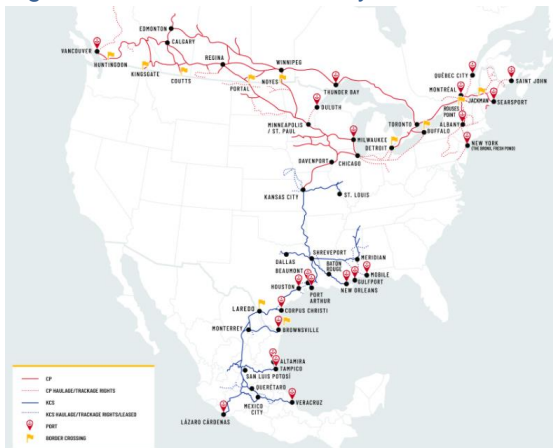 EDMONTON
CALGARY
VANCOUVER
HUNTINGDON
KINGSGATE
COUTTS
REGINA
WINNIPEG
PORTAL
NOYES
THUNDER BAY
DULUTH
MINNEAPOLIS
/ ST. PAUL
MILWAUKEE
DETROIT
DAVENPORT
CHICAGO
TORONTO
BUFFALO
QUÉBEC CITY
MONTRÉAL
JACKMAN
SAINT JOHN
SEARSPORT
ROUSES
POINT
ALBANY
NEW YORK
(THE BRONX, FRESH POND)
KANSAS CITY
ST. LOUIS
SHREVEPORT
MERIDIAN
DALLAS
BEAUMONT
BATON
ROUGE
MOBILE
GULFPORT
HOUSTON
PORT
ARTHUR
NEW ORLEANS
LAREDO
CORPUS CHRISTI
MONTERREY
BROWNSVILLE
ALTAMIRA
TAMPICO
SAN LUIS POTOSÍ
QUERÉTARO
MEXICO
CITY
VERACRUZ
LÁZARO CÁRDENAS
CP
CP HAULAGE/TRACKAGE RIGHTS
KCS
KCS HAULAGE/TRACKAGE RIGHTS/LEASED
PORT
BORDER CROSSING